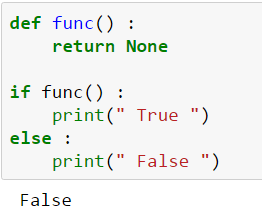 def func() :
    return None

if func() :
    print(" True ")
else :
    print(" False ")
False